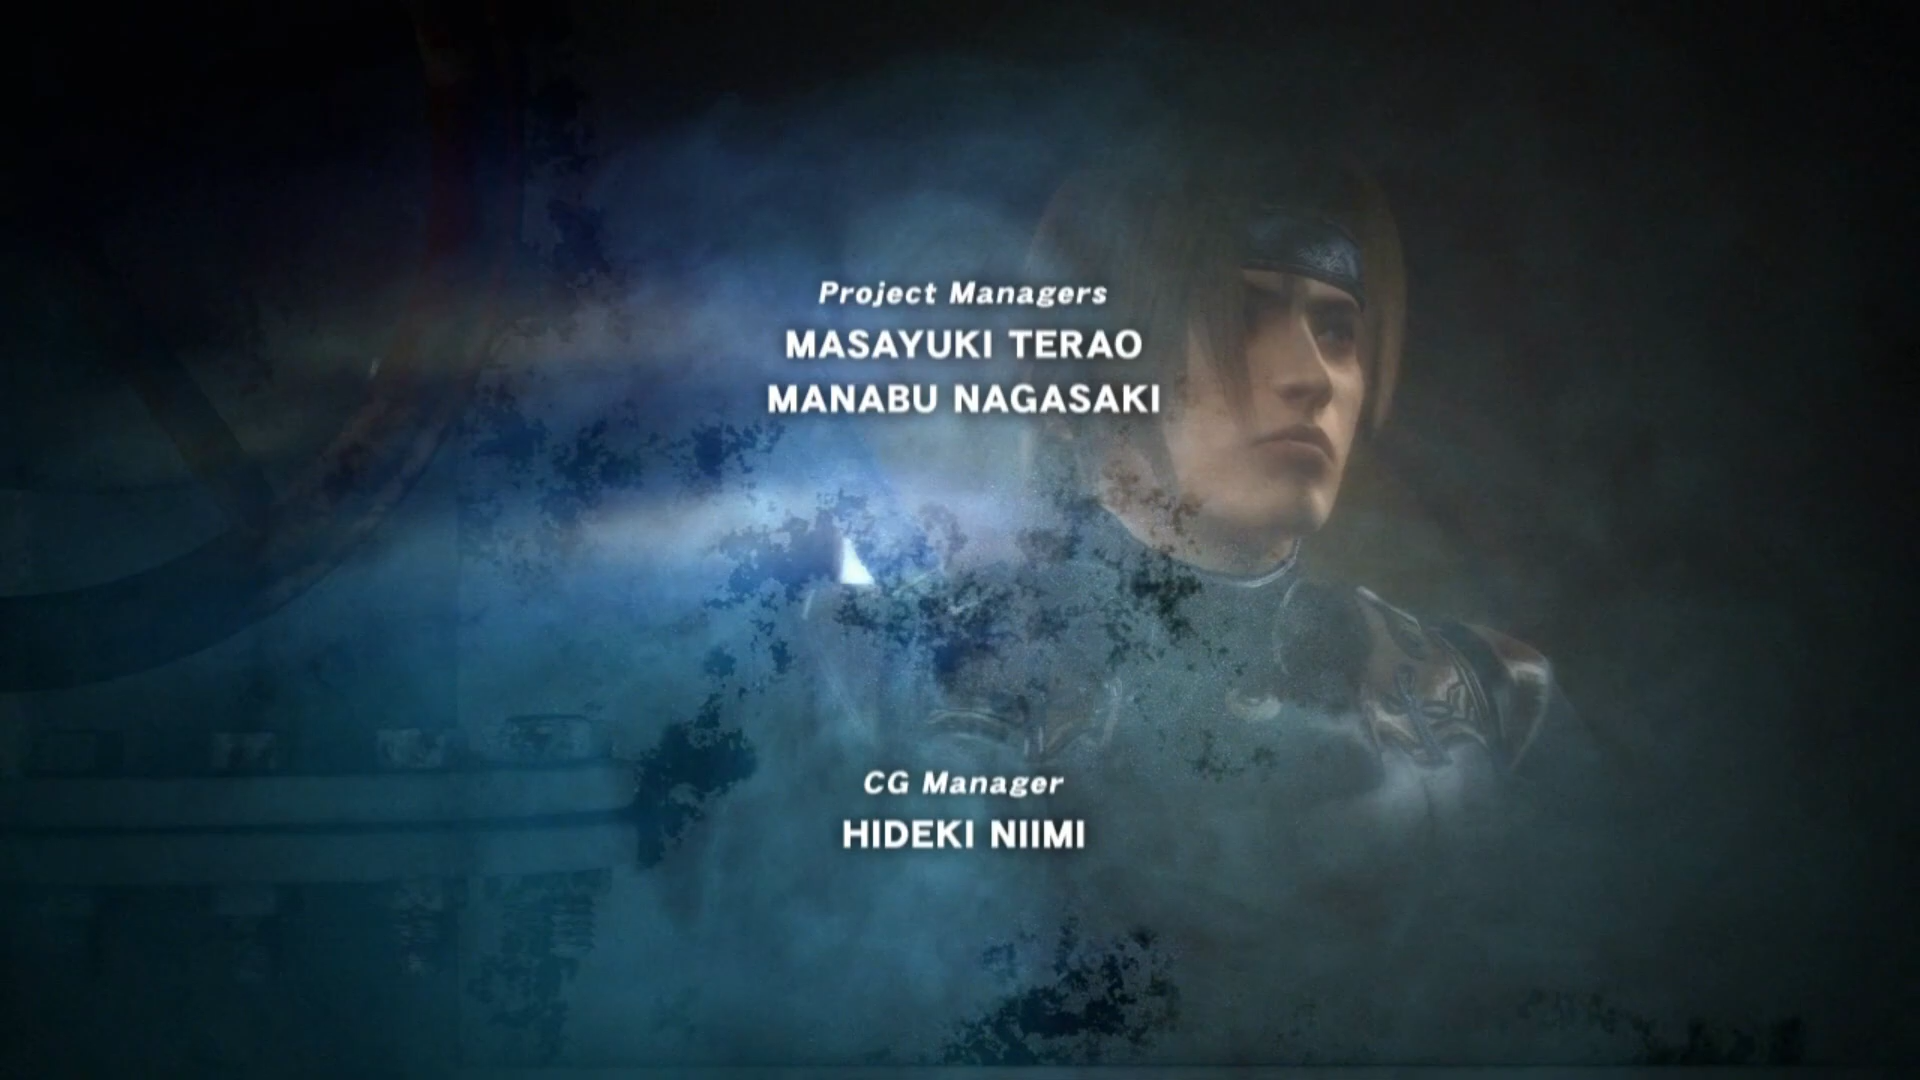 Project Managers
MASAYUKI TERAO
MANABU NAGASAKI
CG Manager
HIDEKI NIIMI